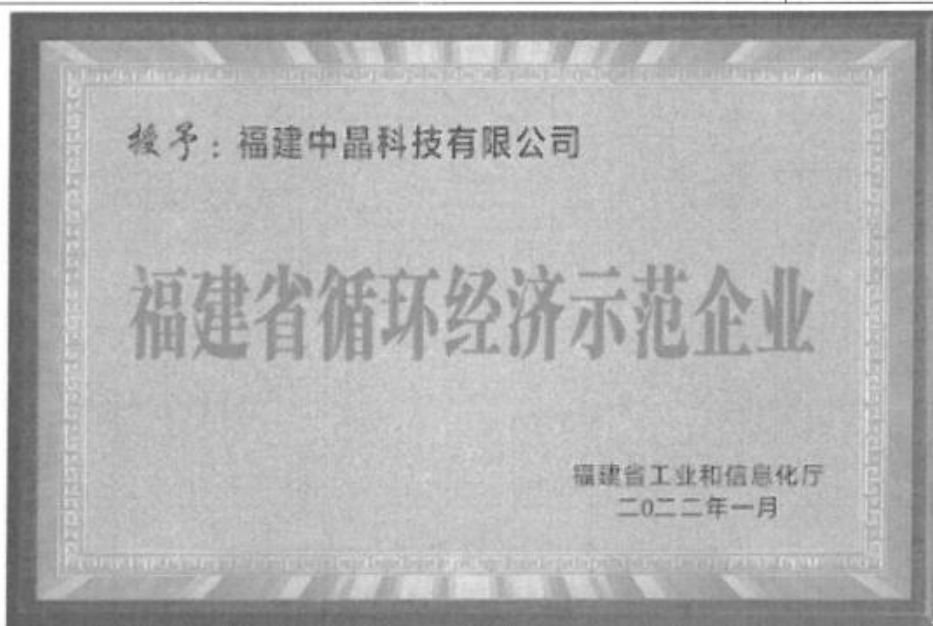 授予：福建中晶科技有限公司
福建省循环经济示范企业
福建省工业和信息化厅
二〇二二年一月